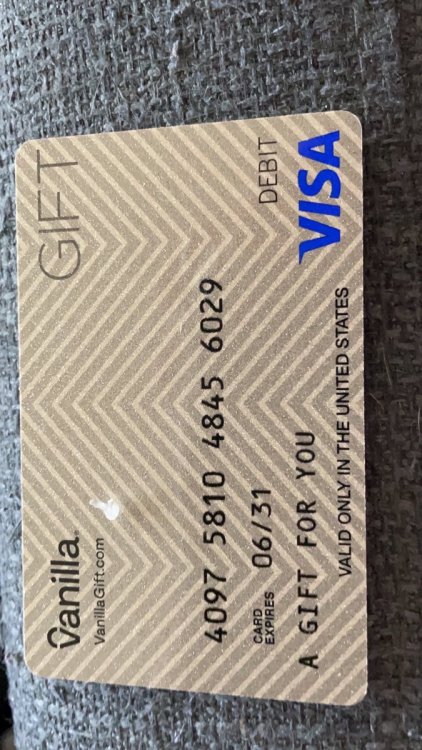 Vanilla.
GIFT
VanillaGift.com
4097 5810 4845 6029
CARD
EXPIRES 06/31
DEBIT
A GIFT FOR YOU
VISA
VALID ONLY IN THE UNITED STATES